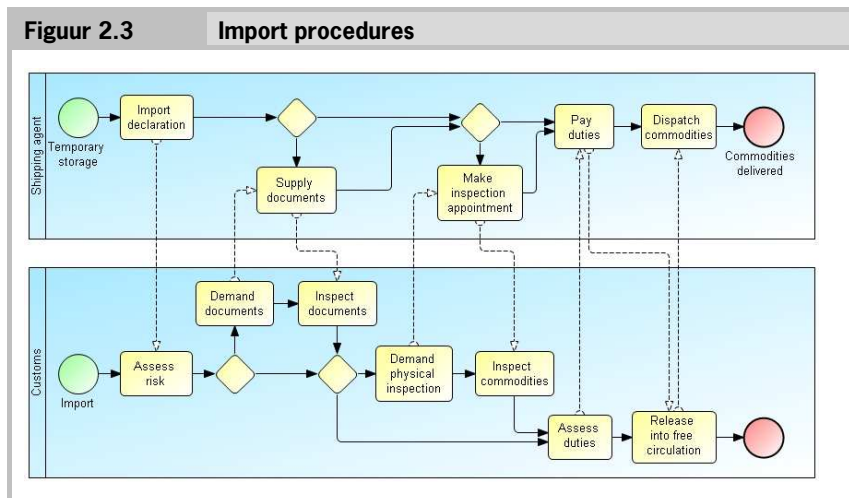 Figuur 2.3
Import procedures
Shipping agent
Temporary
storage
Import
declaration
Supply
documents
Make
inspection
appointment
Pay
duties
Dispatch
commodities
Commodities
delivered
Customs
Import
Assess
risk
Demand
documents
Inspect
documents
Demand
physical
inspection
Inspect
commodities
Assess
duties
Release
into free
circulation